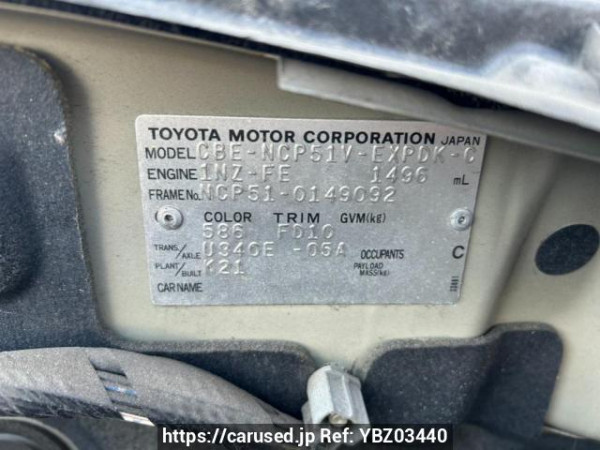 TOYOTA MOTOR CORPORATION JAPAN
MODEL CBE-NCP51V-EXPDK-C
ENGINE 1NZ-FE 1496 mL
FRAME No. NCP51-0149092
COLOR TRIM GVM(kg)
586 FD10
TRANS./AXLE U340E -05A OCCUPANTS C
PLANT/BUILT K21 PAYLOAD MASS(kg)
CAR NAME
https://carused.jp Ref: YBZ03440